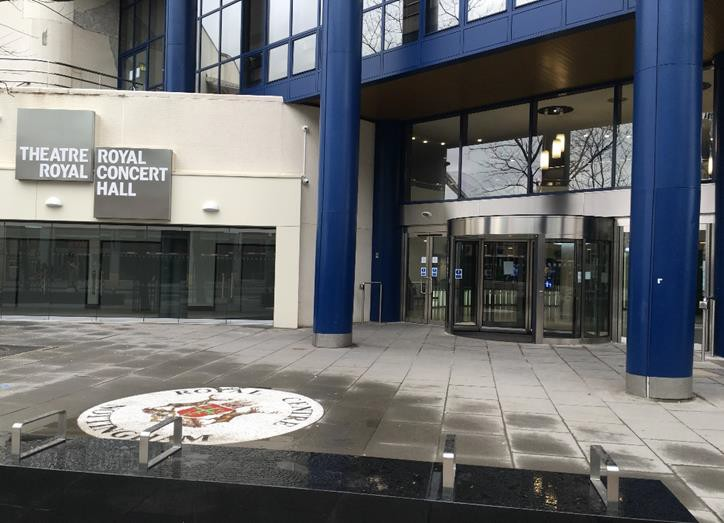 THEATRE
ROYAL
ROYAL
CONCERT
HALL
ROYAL CENTRE
NOTTINGHAM